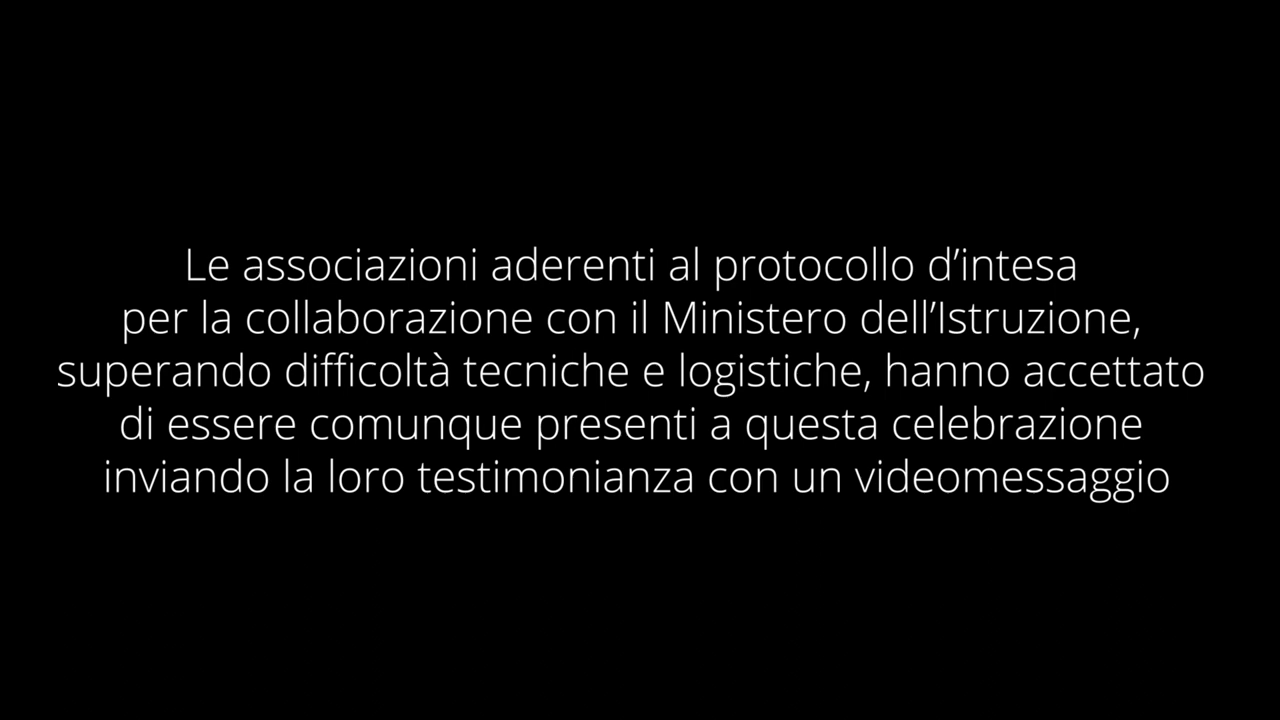 Le associazioni aderenti al protocollo d’intesa
per la collaborazione con il Ministero dell’Istruzione,
superando difficoltà tecniche e logistiche, hanno accettato
di essere comunque presenti a questa celebrazione
inviando la loro testimonianza con un videomessaggio